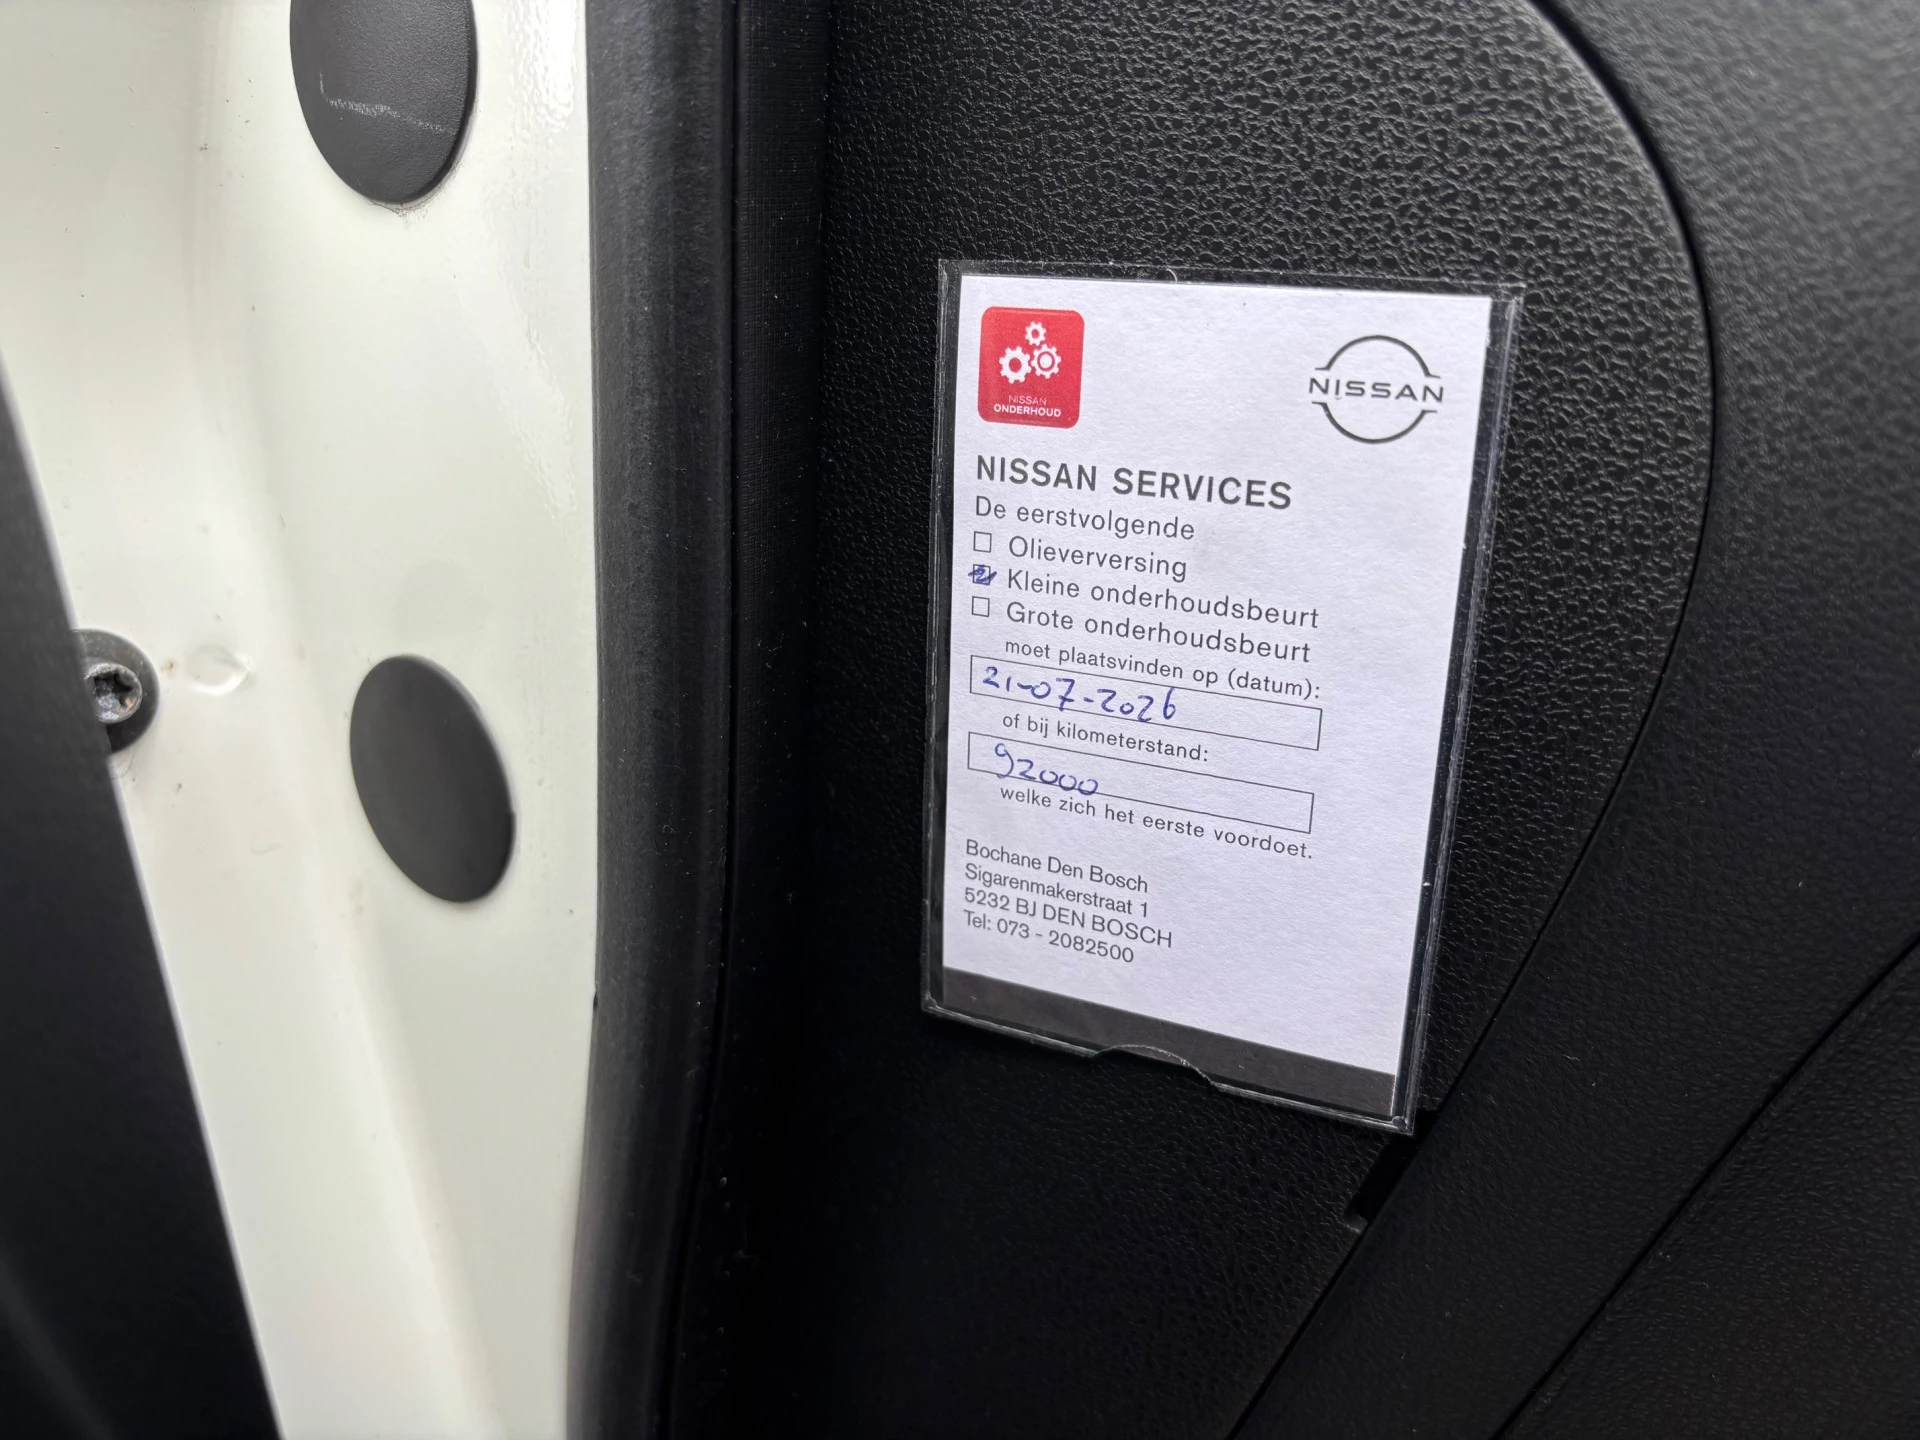 NISSAN
ONDERHOUD
NISSAN
NISSAN SERVICES
De eerstvolgende
Olieverversing
Kleine onderhoudsbeurt
Grote onderhoudsbeurt
moet plaatsvinden op (datum):
21-07-2026
of bij kilometerstand:
92000
welke zich het eerste voordoet.
Bochane Den Bosch
Sigarenmakerstraat 1
5232 BJ DEN BOSCH
Tel: 073 - 2082500